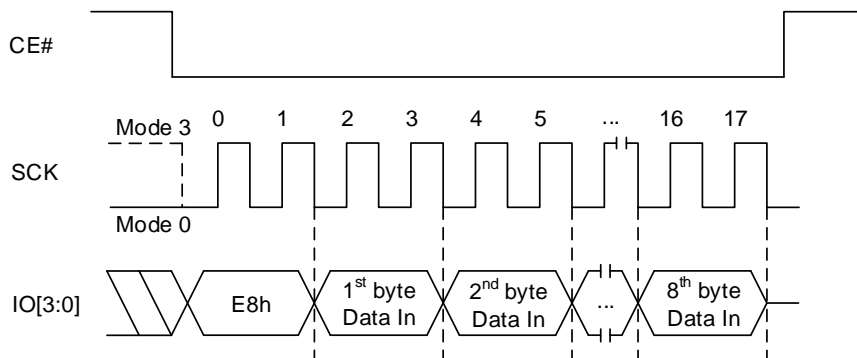 CE#
Mode 3
0 1 2 3 4 5 ... 16 17
SCK
Mode 0
IO[3:0]
E8h
1st byte
Data In
2nd byte
Data In
...
8th byte
Data In